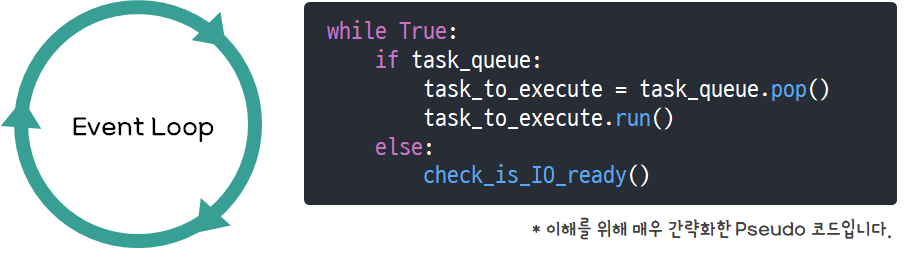 Event Loop
while True:
    if task_queue:
        task_to_execute = task_queue.pop()
        task_to_execute.run()
    else:
        check_is_IO_ready()
* 이해를 위해 매우 간략화한 Pseudo 코드입니다.